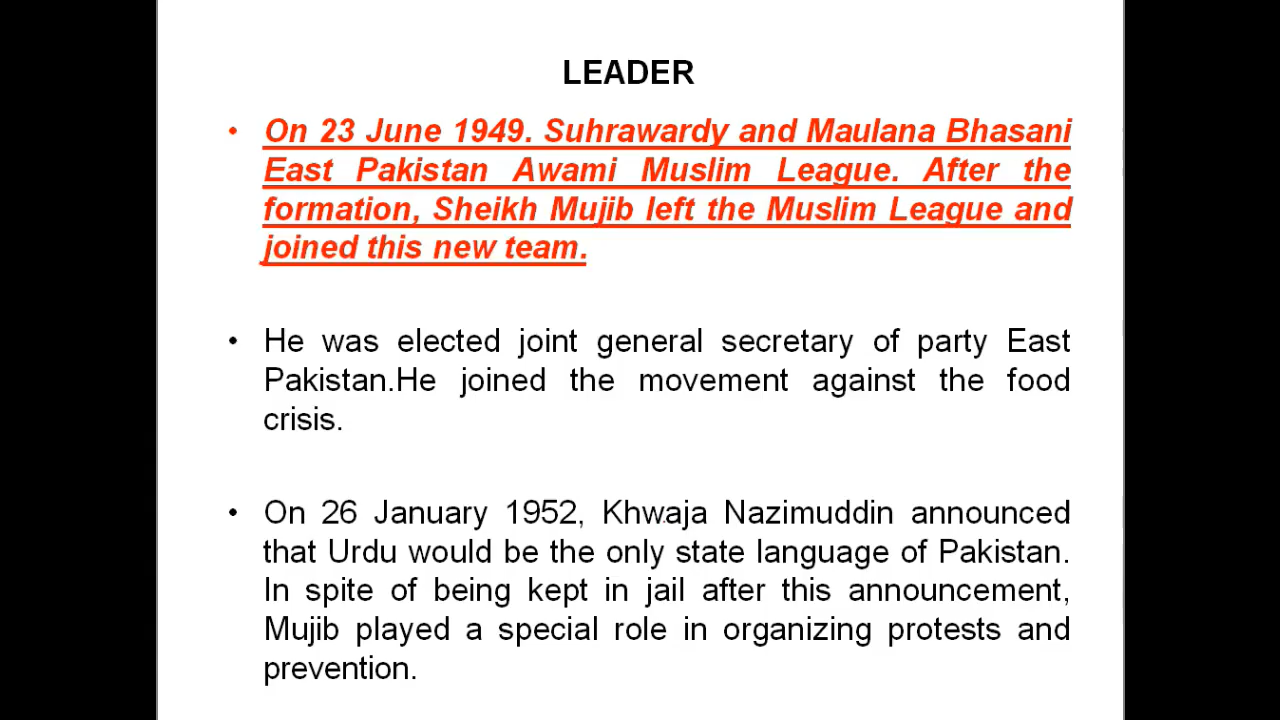 LEADER
• On 23 June 1949. Suhrawardy and Maulana Bhasani
East Pakistan Awami Muslim League. After the
formation, Sheikh Mujib left the Muslim League and
joined this new team.
• He was elected joint general secretary of party East
Pakistan.He joined the movement against the food
crisis.
• On 26 January 1952, Khwaja Nazimuddin announced
that Urdu would be the only state language of Pakistan.
In spite of being kept in jail after this announcement,
Mujib played a special role in organizing protests and
prevention.